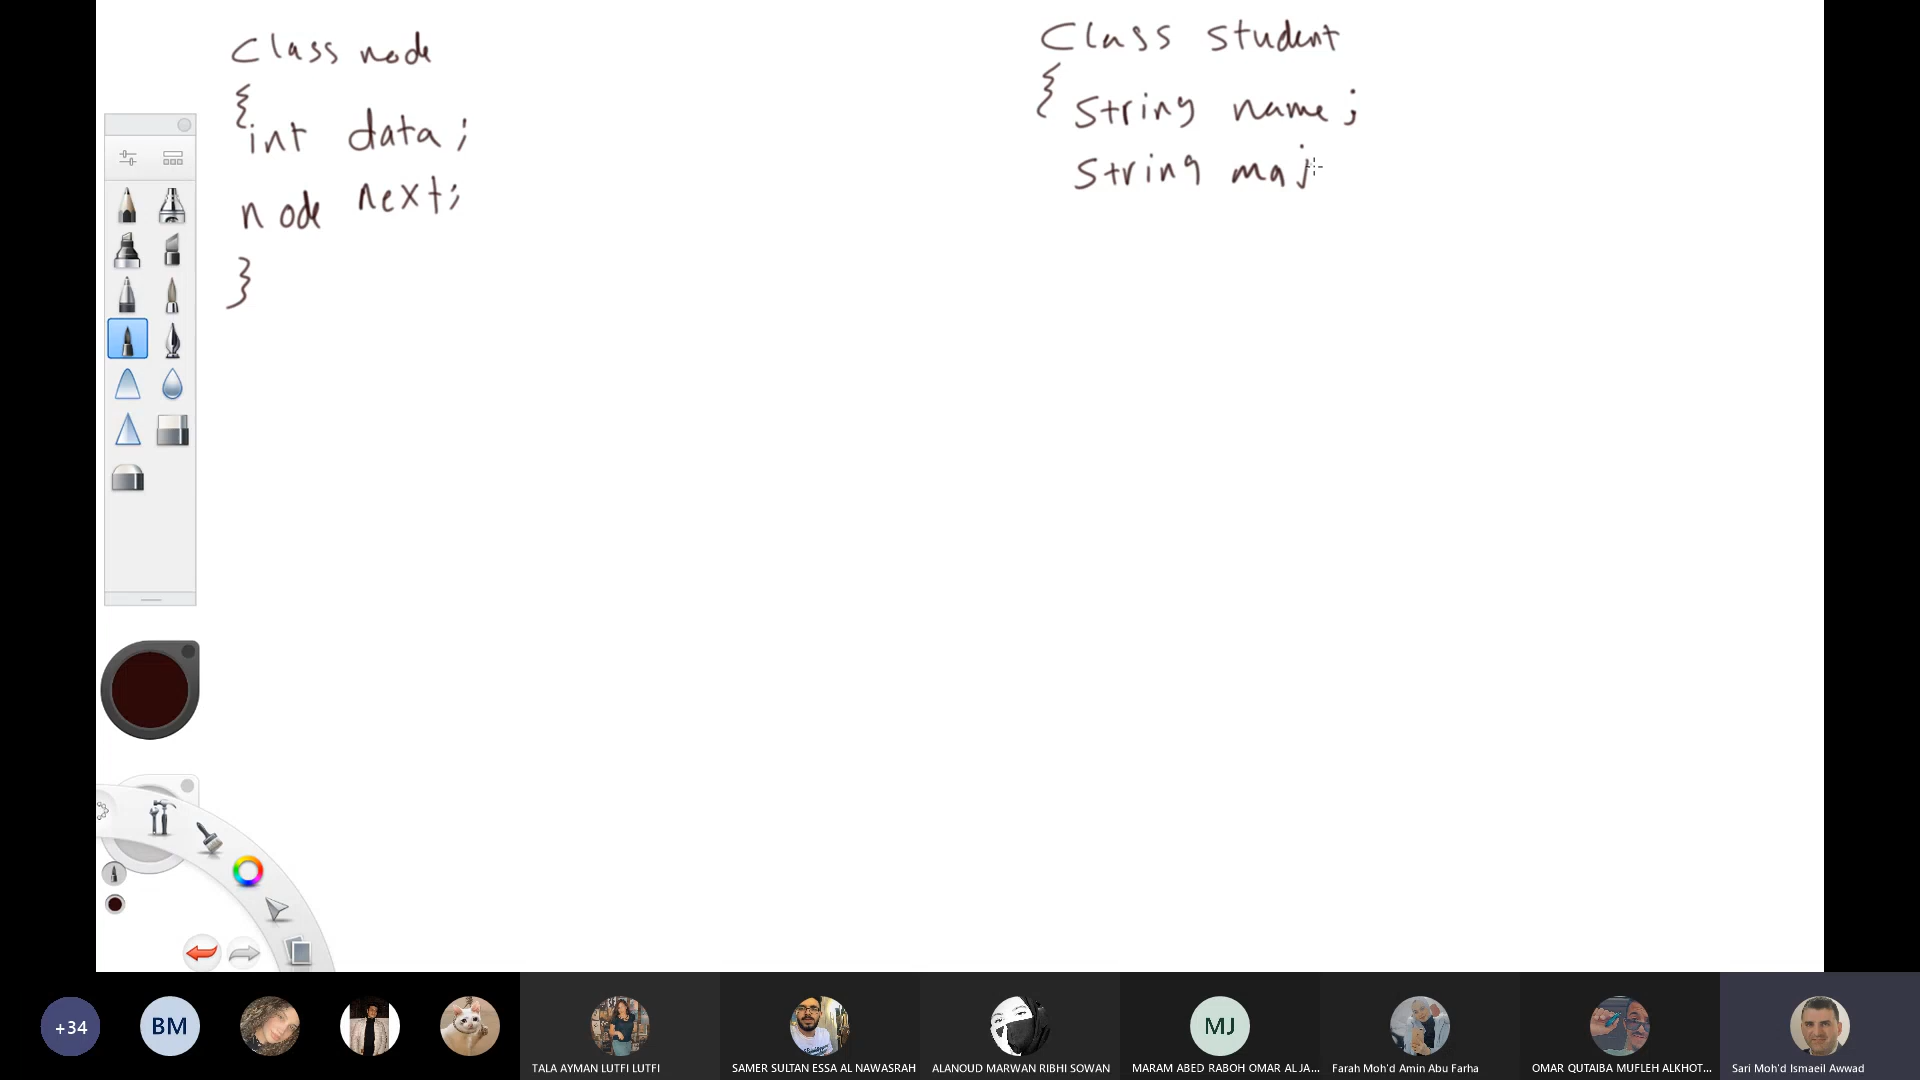 Class node
{
int data;
node next;
}
Class student
{ String name;
String maj
+34
BM
MJ
TALA AYMAN LUTFI LUTFI
SAMER SULTAN ESSA AL NAWASRAH
ALANOUD MARWAN RIBHI SOWAN
MARAM ABED RABOH OMAR AL JA...
Farah Moh'd Amin Abu Farha
OMAR QUTAIBA MUFLEH ALKHOT...
Sari Moh'd Ismaeil Awwad